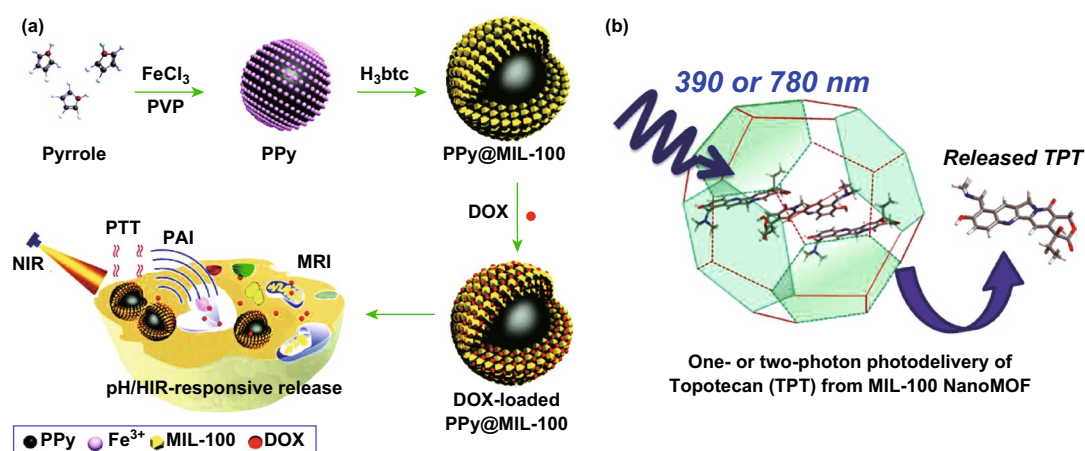 (a)
FeCl3
PVP
H3btc
Pyrrole
PPy
PPy@MIL-100
DOX
PTT
PAI
NIR
MRI
pH/HIR-responsive release
DOX-loaded
PPy@MIL-100
PPy Fe3+ MIL-100 DOX
(b)
390 or 780 nm
Released TPT
One- or two-photon photodelivery of
Topotecan (TPT) from MIL-100 NanoMOF